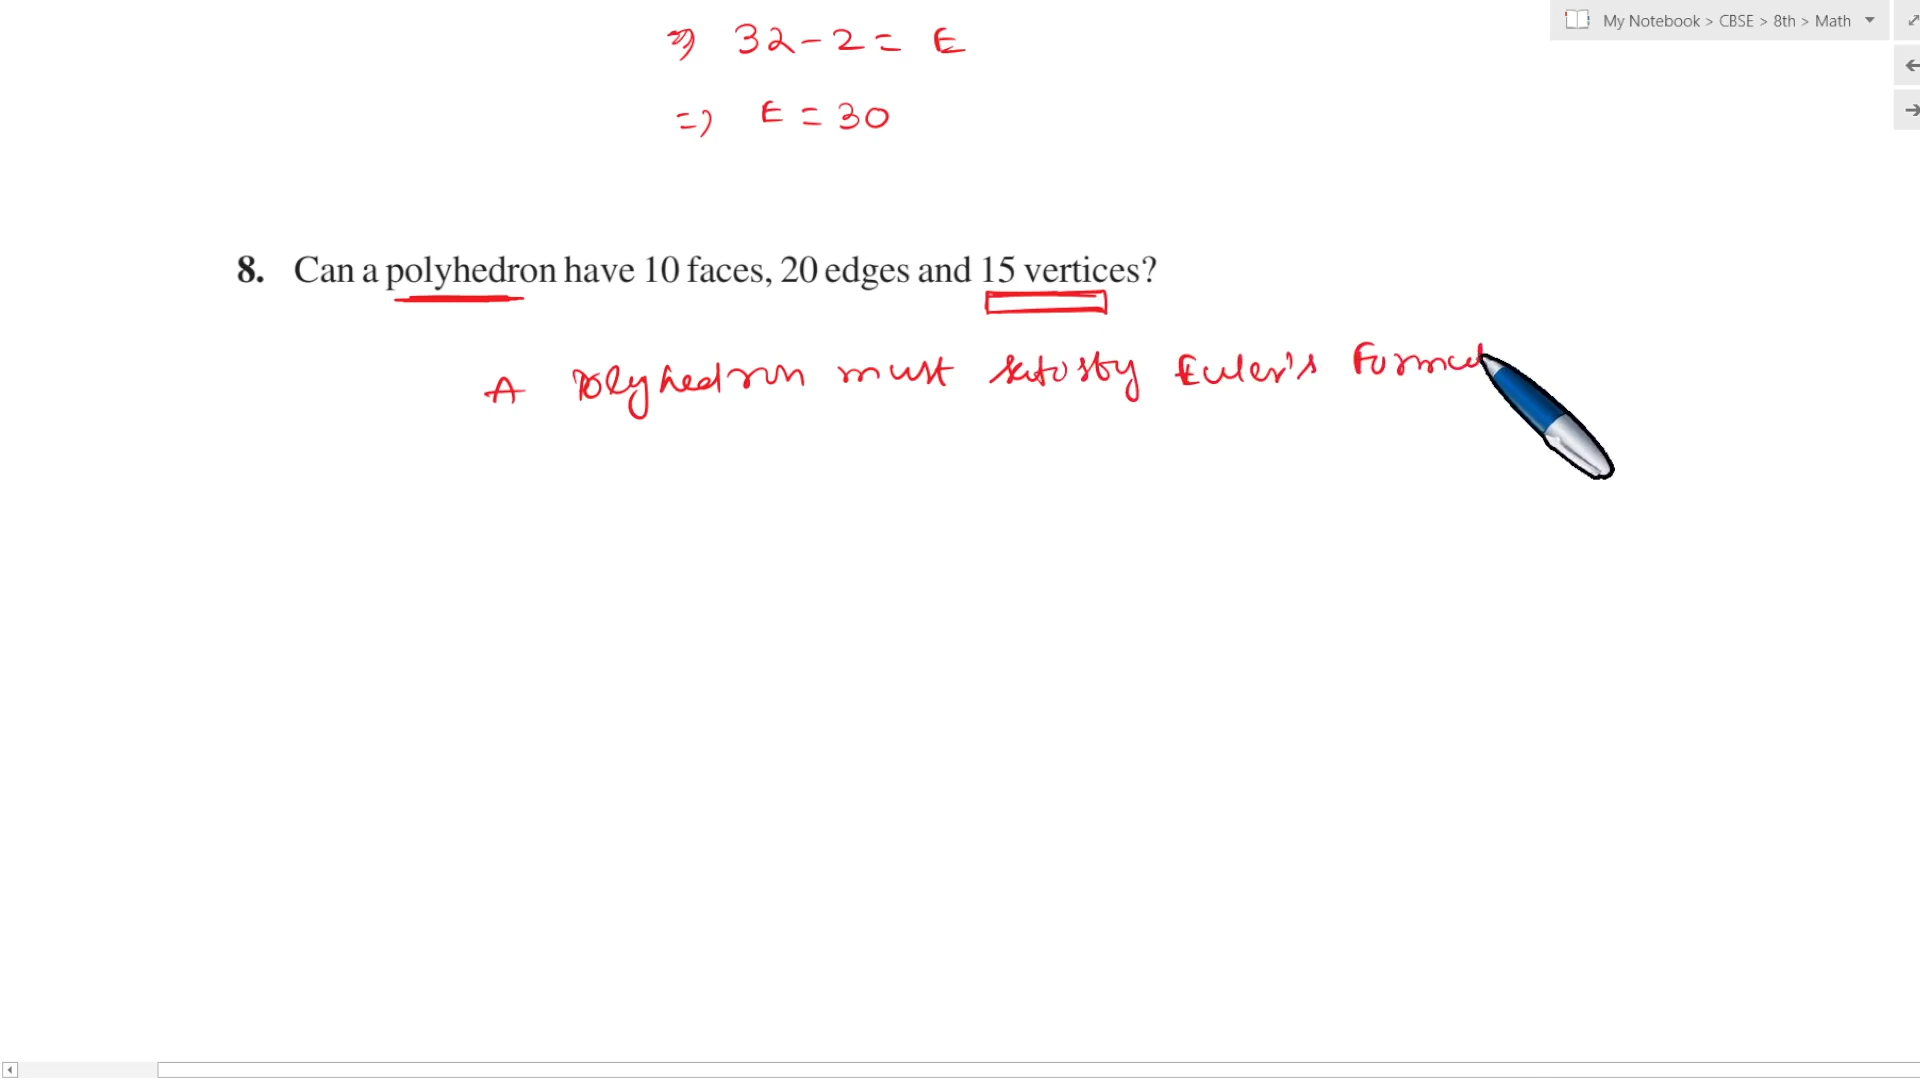 My Notebook > CBSE > 8th > Math
⇒ 32-2 = E
=> E = 30
8. Can a polyhedron have 10 faces, 20 edges and 15 vertices?
A Polyhedron must satisfy Euler's Formul